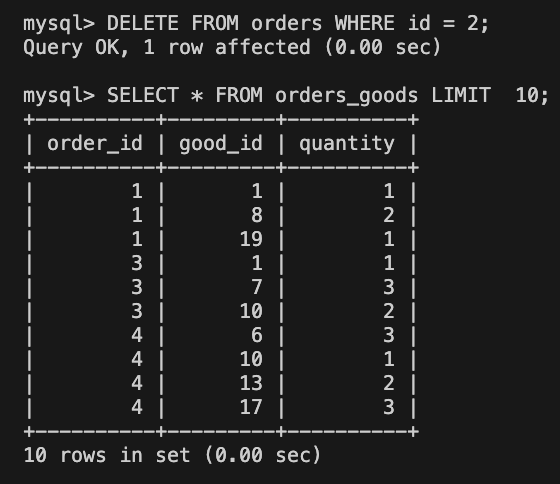 mysql> DELETE FROM orders WHERE id = 2;
Query OK, 1 row affected (0.00 sec)
mysql> SELECT * FROM orders_goods LIMIT  10;
+----------+---------+----------+
| order_id | good_id | quantity |
+----------+---------+----------+
|        1 |       1 |        1 |
|        1 |       8 |        2 |
|        1 |      19 |        1 |
|        3 |       1 |        1 |
|        3 |       7 |        3 |
|        3 |      10 |        2 |
|        4 |       6 |        3 |
|        4 |      10 |        1 |
|        4 |      13 |        2 |
|        4 |      17 |        3 |
+----------+---------+----------+
10 rows in set (0.00 sec)